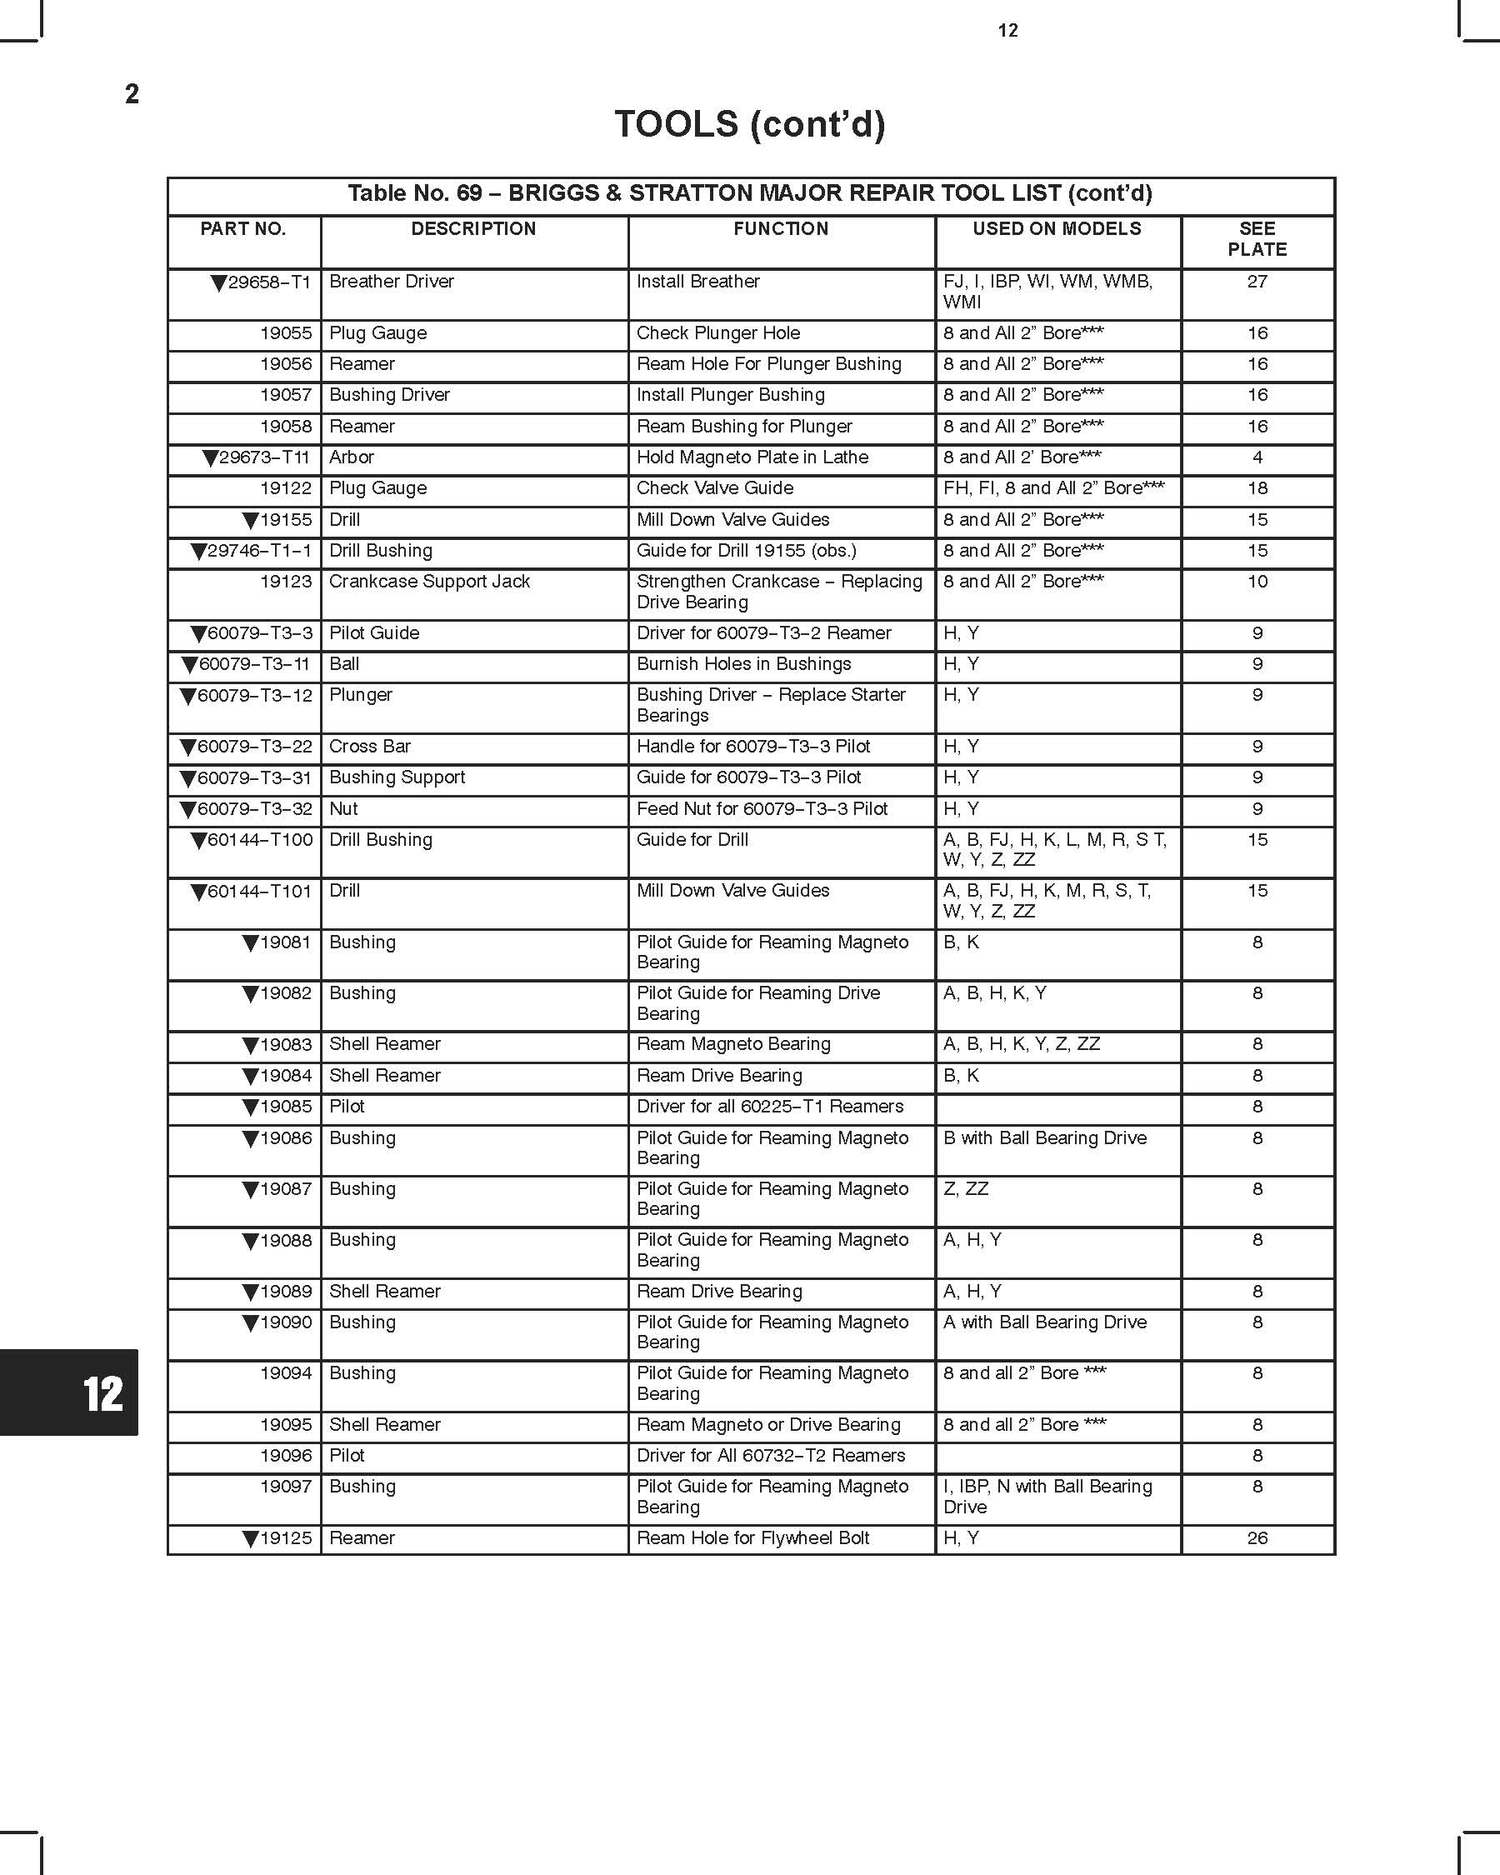 12
2
TOOLS (cont’d)
Table No. 69 – BRIGGS & STRATTON MAJOR REPAIR TOOL LIST (cont’d)
PART NO. DESCRIPTION FUNCTION USED ON MODELS SEE PLATE
▼29658–T1 Breather Driver Install Breather FJ, I, IBP, WI, WM, WMB, WMI 27
19055 Plug Gauge Check Plunger Hole 8 and All 2” Bore*** 16
19056 Reamer Ream Hole For Plunger Bushing 8 and All 2” Bore*** 16
19057 Bushing Driver Install Plunger Bushing 8 and All 2” Bore*** 16
19058 Reamer Ream Bushing for Plunger 8 and All 2” Bore*** 16
▼29673–T11 Arbor Hold Magneto Plate in Lathe 8 and All 2’ Bore*** 4
19122 Plug Gauge Check Valve Guide FH, FI, 8 and All 2” Bore*** 18
▼19155 Drill Mill Down Valve Guides 8 and All 2” Bore*** 15
▼29746–T1–1 Drill Bushing Guide for Drill 19155 (obs.) 8 and All 2” Bore*** 15
19123 Crankcase Support Jack Strengthen Crankcase – Replacing Drive Bearing 8 and All 2” Bore*** 10
▼60079–T3–3 Pilot Guide Driver for 60079–T3–2 Reamer H, Y 9
▼60079–T3–11 Ball Burnish Holes in Bushings H, Y 9
▼60079–T3–12 Plunger Bushing Driver – Replace Starter Bearings H, Y 9
▼60079–T3–22 Cross Bar Handle for 60079–T3–3 Pilot H, Y 9
▼60079–T3–31 Bushing Support Guide for 60079–T3–3 Pilot H, Y 9
▼60079–T3–32 Nut Feed Nut for 60079–T3–3 Pilot H, Y 9
▼60144–T100 Drill Bushing Guide for Drill A, B, FJ, H, K, L, M, R, S T, W, Y, Z, ZZ 15
▼60144–T101 Drill Mill Down Valve Guides A, B, FJ, H, K, M, R, S, T, W, Y, Z, ZZ 15
▼19081 Bushing Pilot Guide for Reaming Magneto Bearing B, K 8
▼19082 Bushing Pilot Guide for Reaming Drive Bearing A, B, H, K, Y 8
▼19083 Shell Reamer Ream Magneto Bearing A, B, H, K, Y, Z, ZZ 8
▼19084 Shell Reamer Ream Drive Bearing B, K 8
▼19085 Pilot Driver for all 60225–T1 Reamers 8
▼19086 Bushing Pilot Guide for Reaming Magneto Bearing B with Ball Bearing Drive 8
▼19087 Bushing Pilot Guide for Reaming Magneto Bearing Z, ZZ 8
▼19088 Bushing Pilot Guide for Reaming Magneto Bearing A, H, Y 8
▼19089 Shell Reamer Ream Drive Bearing A, H, Y 8
▼19090 Bushing Pilot Guide for Reaming Magneto Bearing A with Ball Bearing Drive 8
19094 Bushing Pilot Guide for Reaming Magneto Bearing 8 and all 2” Bore *** 8
19095 Shell Reamer Ream Magneto or Drive Bearing 8 and all 2” Bore *** 8
19096 Pilot Driver for All 60732–T2 Reamers 8
19097 Bushing Pilot Guide for Reaming Magneto Bearing I, IBP, N with Ball Bearing Drive 8
▼19125 Reamer Ream Hole for Flywheel Bolt H, Y 26
12